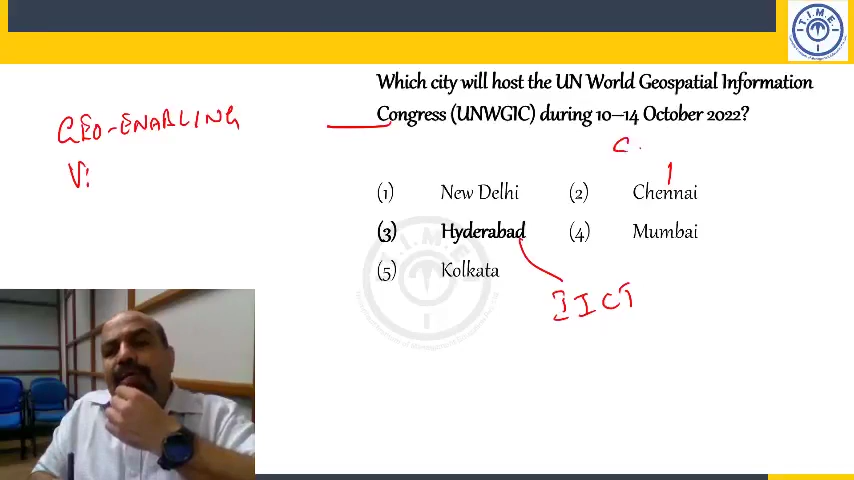 T.I.M.E.
Which city will host the UN World Geospatial Information
Congress (UNWGIC) during 10–14 October 2022?
GEO-ENABLING
C.
(1) New Delhi (2) Chennai
(3) Hyderabad (4) Mumbai
(5) Kolkata